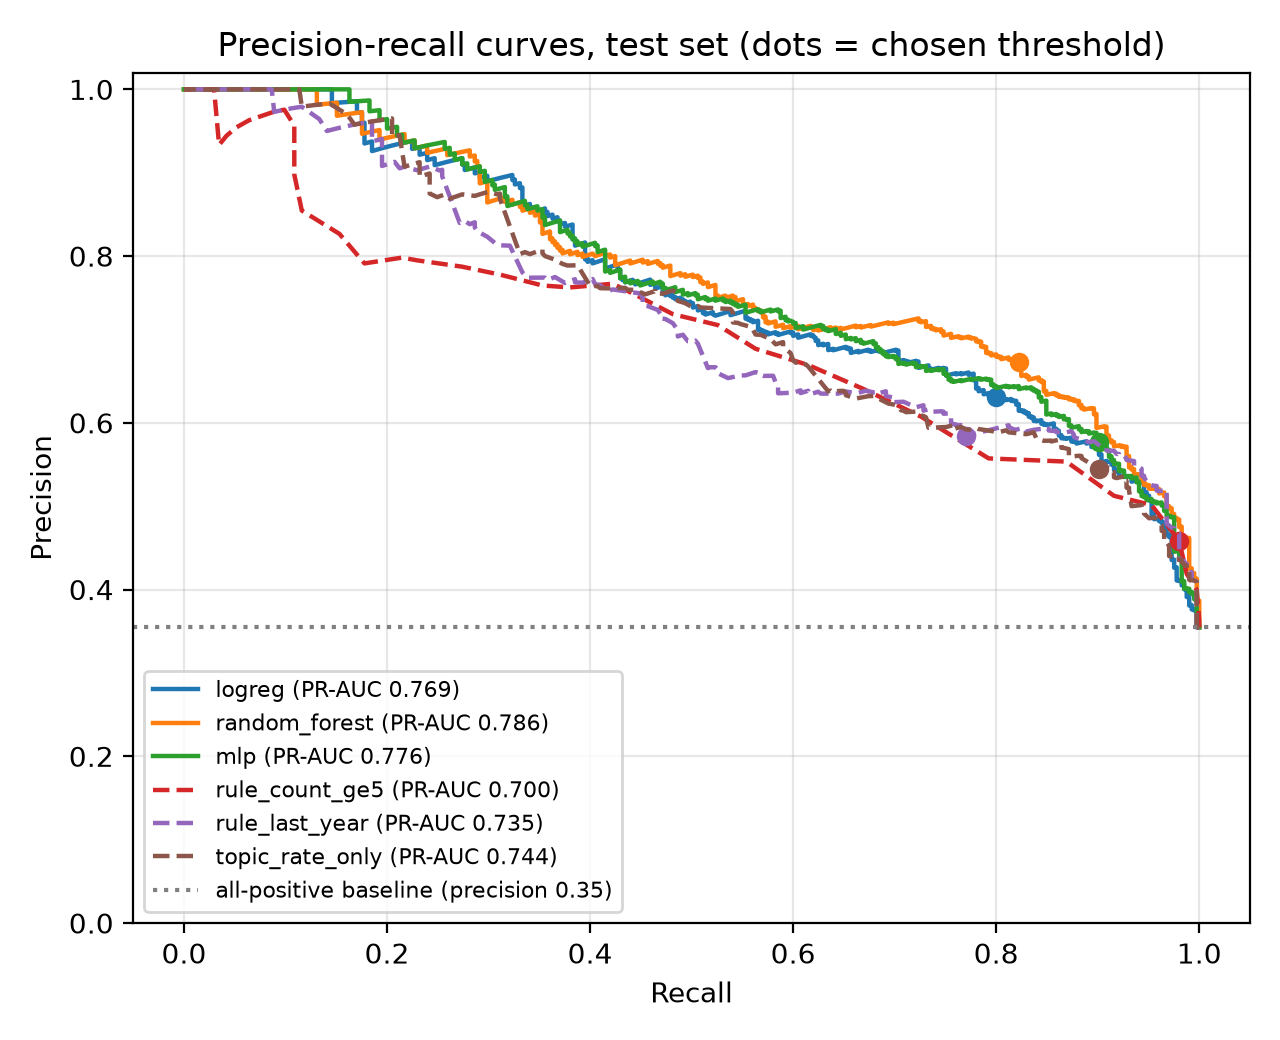 Precision-recall curves, test set (dots = chosen threshold)
1.0
0.8
0.6
0.4
0.2
0.0
Precision
logreg (PR-AUC 0.769)
random_forest (PR-AUC 0.786)
mlp (PR-AUC 0.776)
rule_count_ge5 (PR-AUC 0.700)
rule_last_year (PR-AUC 0.735)
topic_rate_only (PR-AUC 0.744)
all-positive baseline (precision 0.35)
0.0 0.2 0.4 0.6 0.8 1.0
Recall